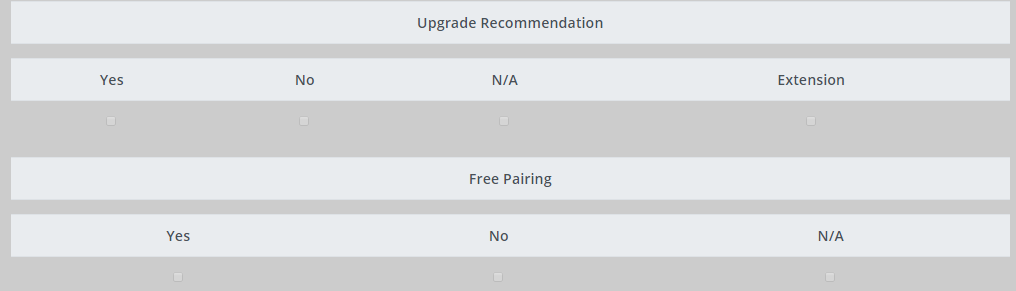 Upgrade Recommendation
Yes No N/A Extension
Free Pairing
Yes No N/A